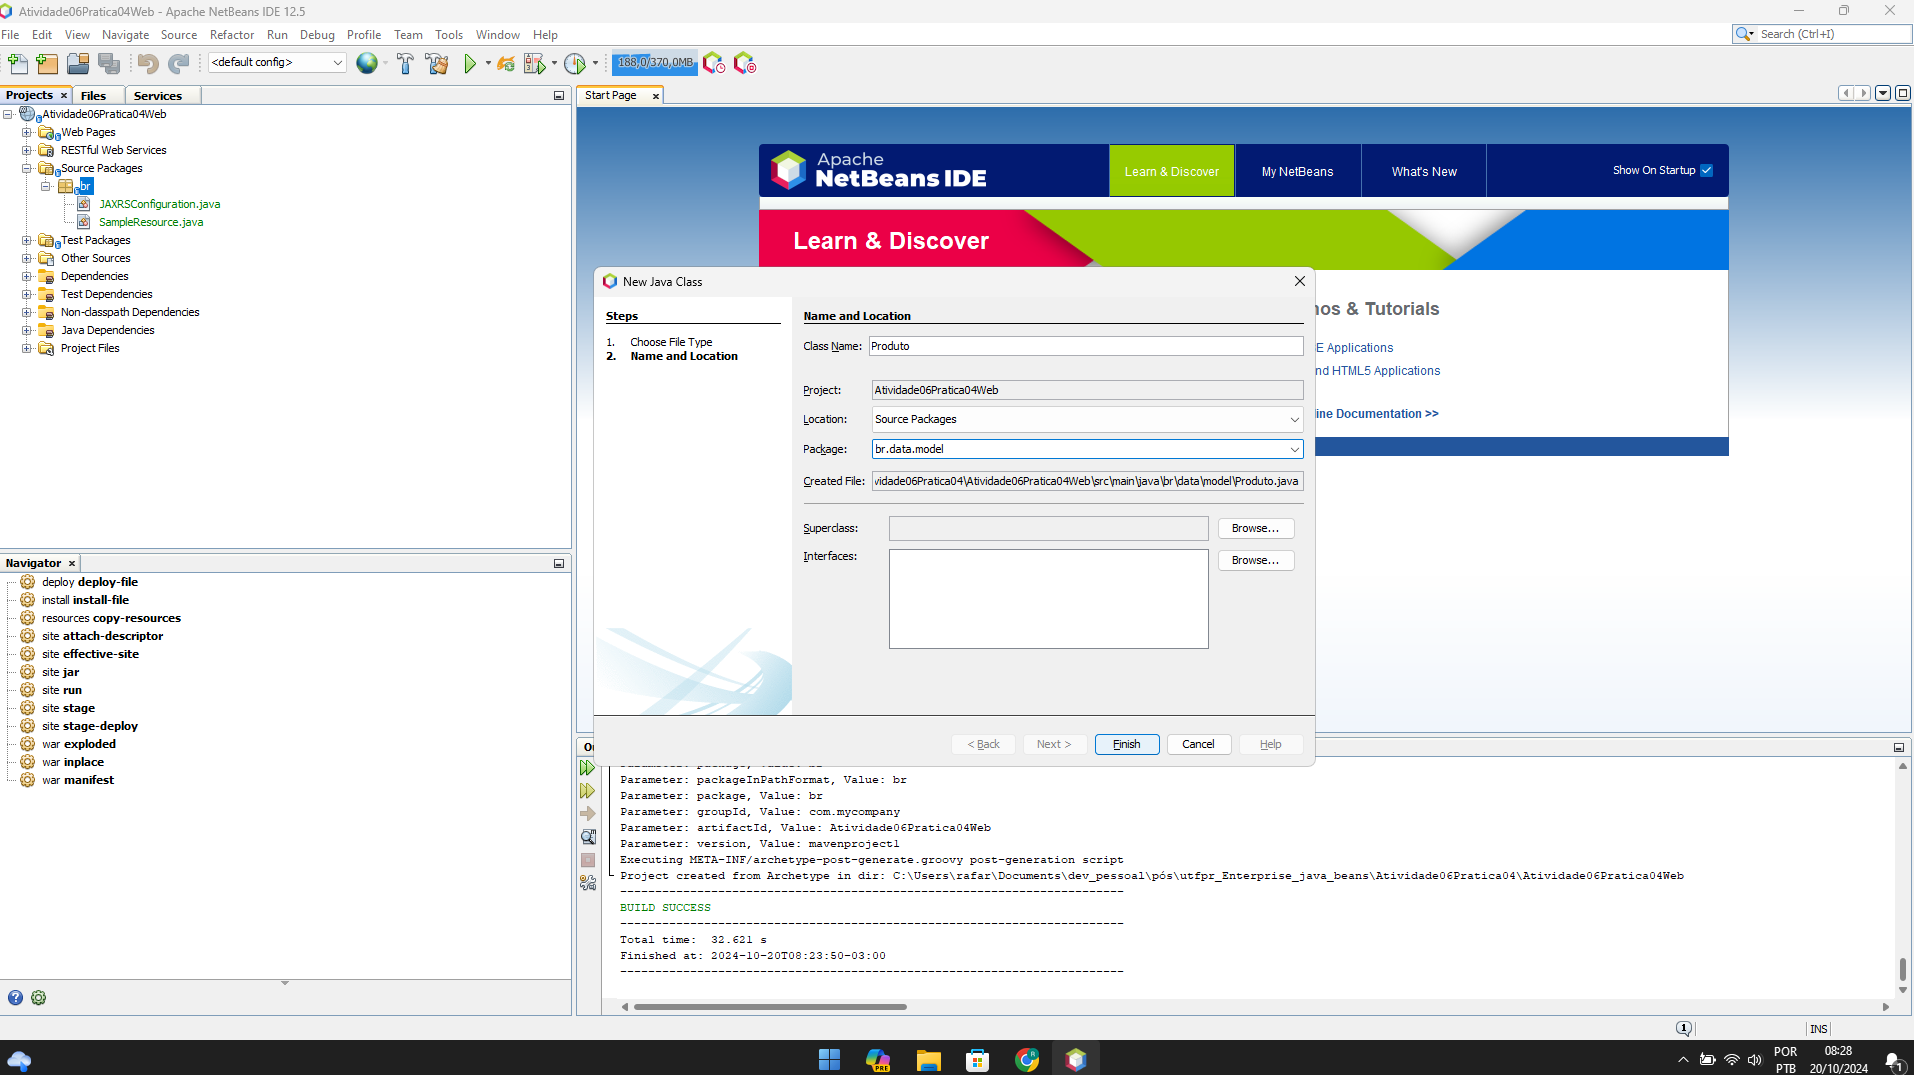 Atividade06Pratica04Web - Apache NetBeans IDE 12.5
File Edit View Navigate Source Refactor Run Debug Profile Team Tools Window Help
Search (Ctrl+I)
<default config>
188,0/370,0MB
Projects Files Services
Atividade06Pratica04Web
Web Pages
RESTful Web Services
Source Packages
br
JAXRSConfiguration.java
SampleResource.java
Test Packages
Other Sources
Dependencies
Test Dependencies
Non-classpath Dependencies
Java Dependencies
Project Files
Navigator
deploy deploy-file
install install-file
resources copy-resources
site attach-descriptor
site effective-site
site jar
site run
site stage
site stage-deploy
war exploded
war inplace
war manifest
Start Page
Apache
NetBeans IDE
Learn & Discover
My NetBeans
What's New
Show On Startup
Learn & Discover
nos & Tutorials
E Applications
nd HTML5 Applications
ine Documentation >>
New Java Class
Steps
1. Choose File Type
2. Name and Location
Name and Location
Class Name: Produto
Project: Atividade06Pratica04Web
Location: Source Packages
Package: br.data.model
Created File: vidade06Pratica04\Atividade06Pratica04Web\src\main\java\br\data\model\Produto.java
Superclass: Browse...
Interfaces: Browse...
< Back Next > Finish Cancel Help
Parameter: packageInPathFormat, Value: br
Parameter: package, Value: br
Parameter: groupId, Value: com.mycompany
Parameter: artifactId, Value: Atividade06Pratica04Web
Parameter: version, Value: mavenproject1
Executing META-INF/archetype-post-generate.groovy post-generation script
Project created from Archetype in dir: C:\Users\rafar\Documents\dev_pessoal\pós\utfpr_Enterprise_java_beans\Atividade06Pratica04\Atividade06Pratica04Web
------------------------------------------------------------------------
BUILD SUCCESS
------------------------------------------------------------------------
Total time:  32.621 s
Finished at: 2024-10-20T08:23:50-03:00
------------------------------------------------------------------------
1
INS
PRE
POR
PTB
08:28
20/10/2024
1